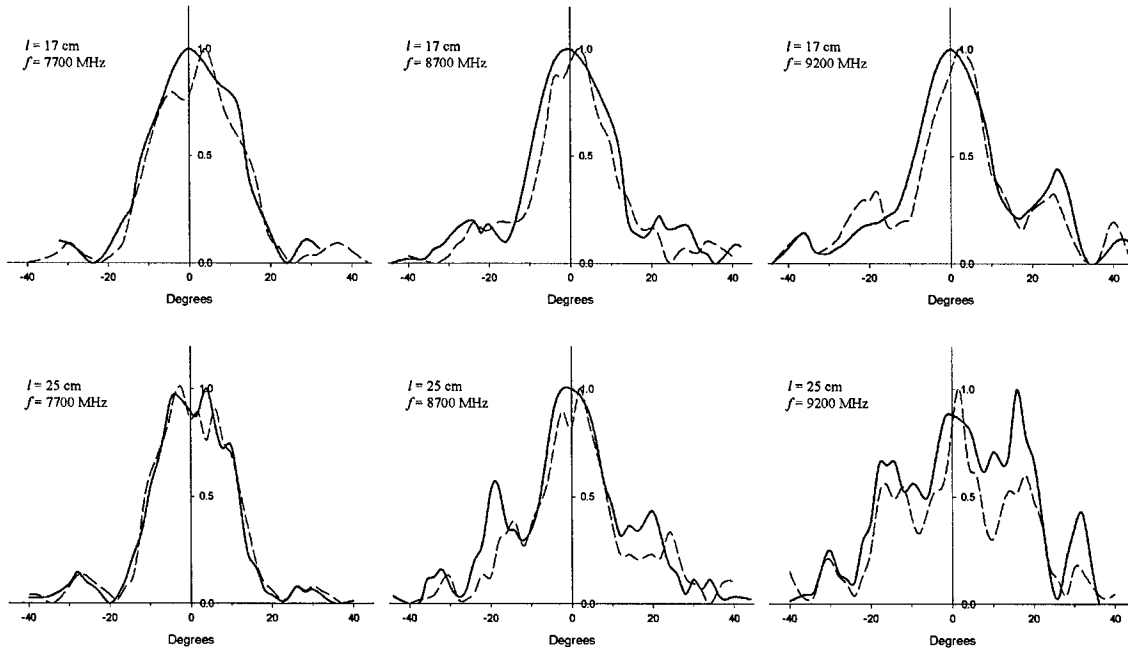 l = 17 cm
f = 7700 MHz
1.0
0.5
0.0
-40 -20 0 20 40
Degrees
l = 17 cm
f = 8700 MHz
1.0
0.5
0.0
-40 -20 0 20 40
Degrees
l = 17 cm
f = 9200 MHz
1.0
0.5
0.0
-40 -20 0 20 40
Degrees
l = 25 cm
f = 7700 MHz
1.0
0.5
0.0
-40 -20 0 20 40
Degrees
l = 25 cm
f = 8700 MHz
1.0
0.5
0.0
-40 -20 0 20 40
Degrees
l = 25 cm
f = 9200 MHz
1.0
0.5
0.0
-40 -20 0 20 40
Degrees